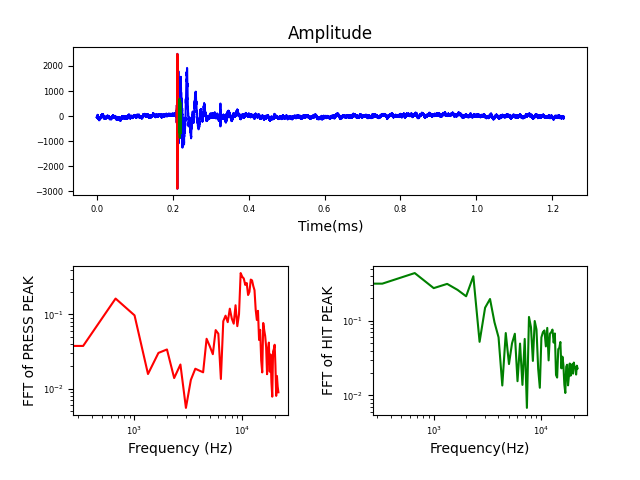 Amplitude
2000
1000
0
−1000
−2000
−3000
0.0 0.2 0.4 0.6 0.8 1.0 1.2
Time(ms)
FFT of PRESS PEAK
10⁻¹
10⁻²
10³ 10⁴
Frequency (Hz)
FFT of HIT PEAK
10⁻¹
10⁻²
10³ 10⁴
Frequency(Hz)